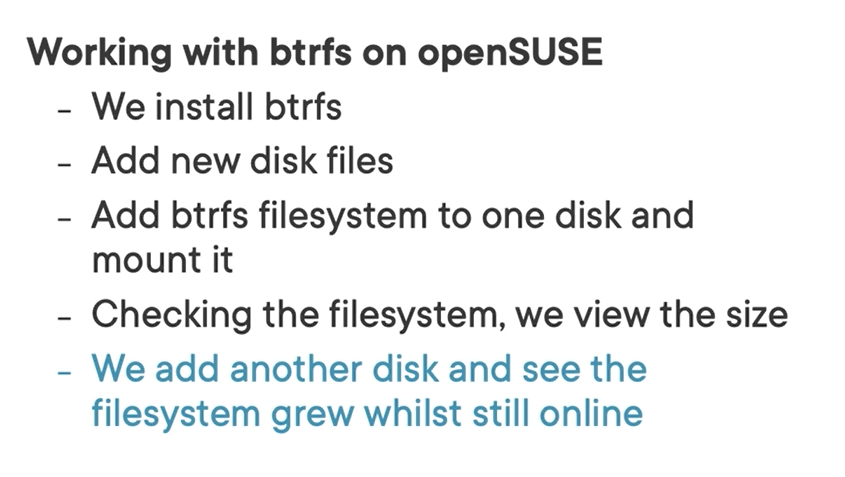 Working with btrfs on openSUSE
- We install btrfs
- Add new disk files
- Add btrfs filesystem to one disk and
mount it
- Checking the filesystem, we view the size
- We add another disk and see the
filesystem grew whilst still online